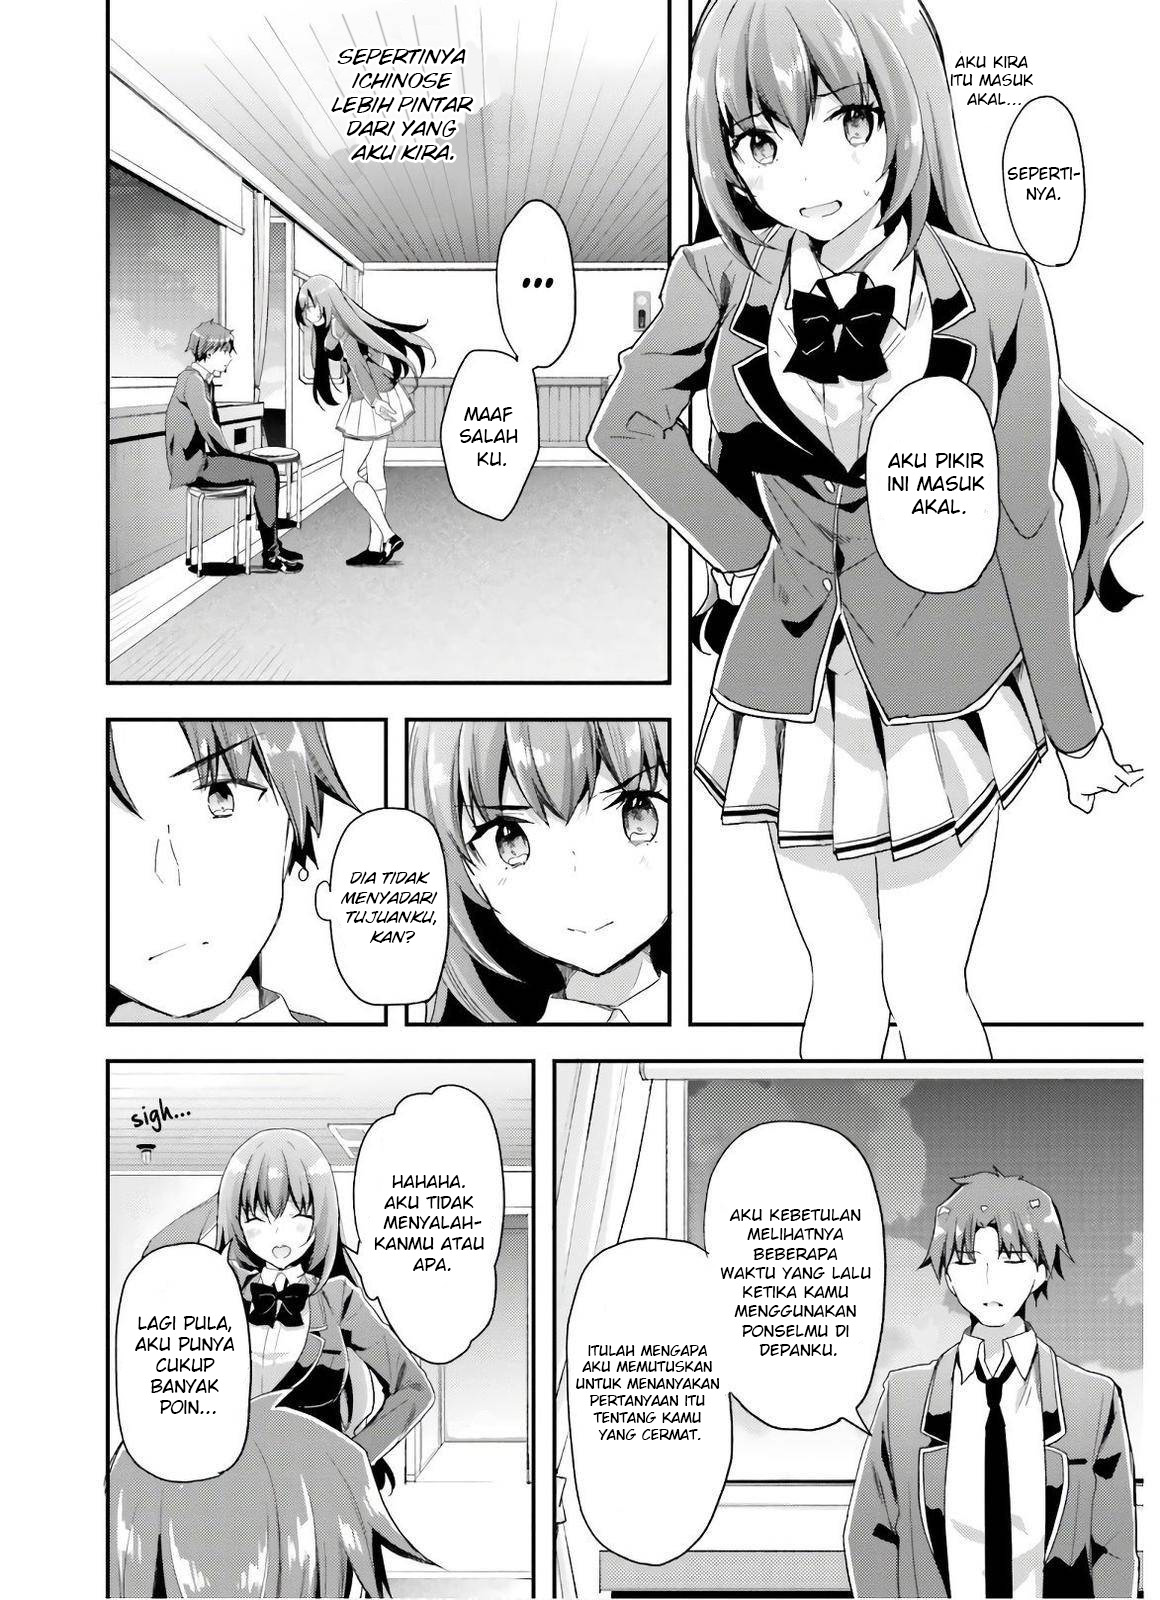 AKU KIRA
ITU MASUK
AKAL...
SEPERTI-
NYA.
AKU PIKIR
INI MASUK
AKAL.
SEPERTINYA
ICHINOSE
LEBIH PINTAR
DARI YANG
AKU KIRA.
...
MAAF
SALAH
KU.
DIA TIDAK
MENYADARI
TUJUANKU,
KAN?
AKU KEBETULAN
MELIHATNYA
BEBERAPA
WAKTU YANG LALU
KETIKA KAMU
MENGGUNAKAN
PONSELMU DI
DEPANKU.
ITULAH MENGAPA
AKU MEMUTUSKAN
UNTUK MENANYAKAN
PERTANYAAN ITU
TENTANG KAMU
YANG CERMAT.
HAHAHA.
AKU TIDAK
MENYALAH-
KANMU ATAU
APA.
sigh...
LAGI PULA,
AKU PUNYA
CUKUP
BANYAK
POIN...